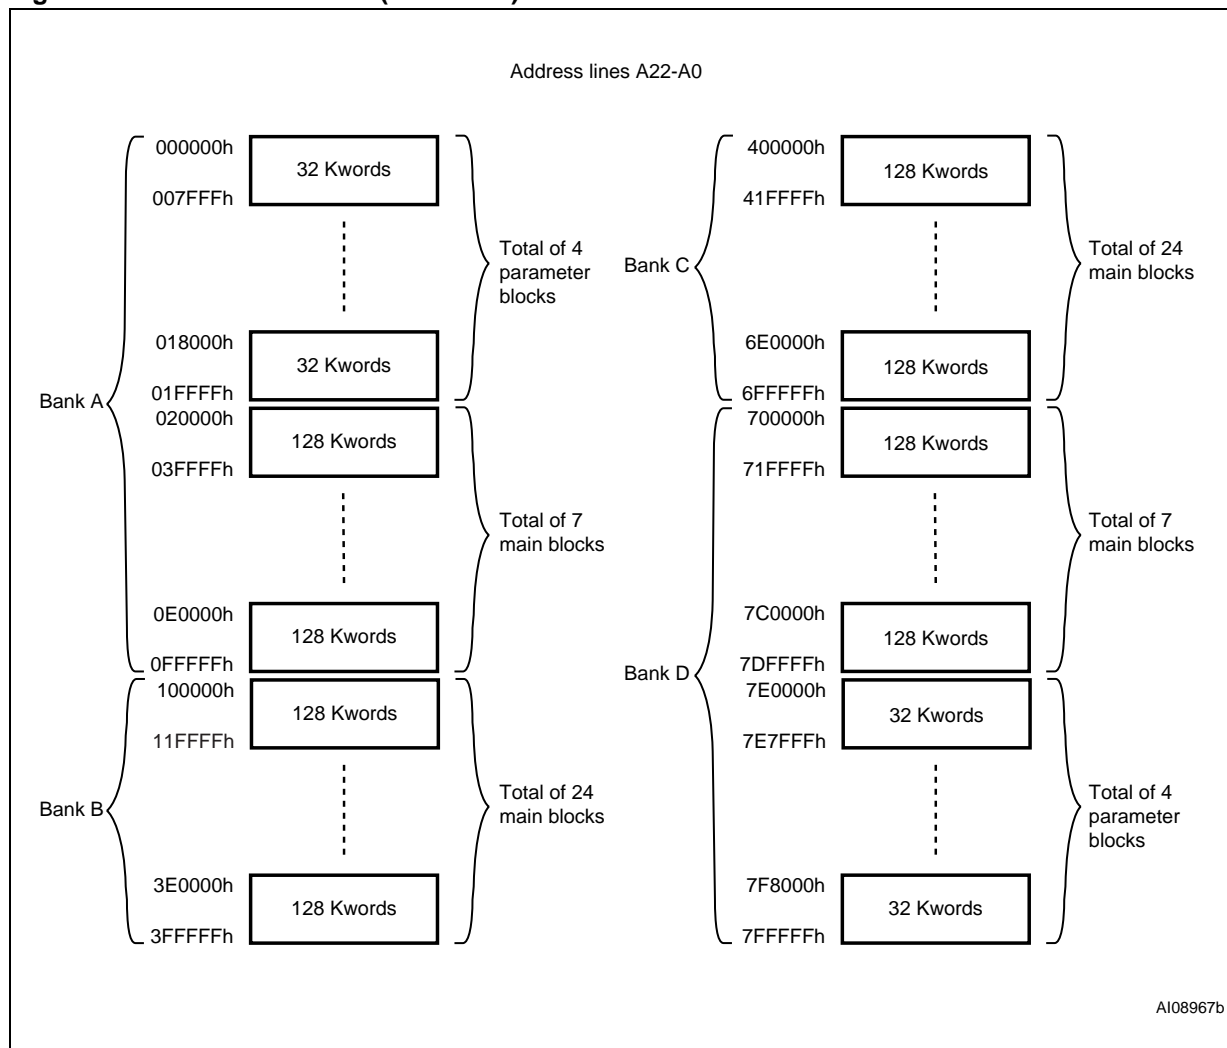 Address lines A22-A0
Bank A
000000h
32 Kwords
007FFFh
Total of 4
parameter
blocks
018000h
32 Kwords
01FFFFh
020000h
128 Kwords
03FFFFh
Total of 7
main blocks
0E0000h
128 Kwords
0FFFFFh
Bank B
100000h
128 Kwords
11FFFFh
Total of 24
main blocks
3E0000h
128 Kwords
3FFFFFh
Bank C
400000h
128 Kwords
41FFFFh
Total of 24
main blocks
6E0000h
128 Kwords
6FFFFFh
Bank D
700000h
128 Kwords
71FFFFh
Total of 7
main blocks
7C0000h
128 Kwords
7DFFFFh
7E0000h
32 Kwords
7E7FFFh
Total of 4
parameter
blocks
7F8000h
32 Kwords
7FFFFFh
AI08967b